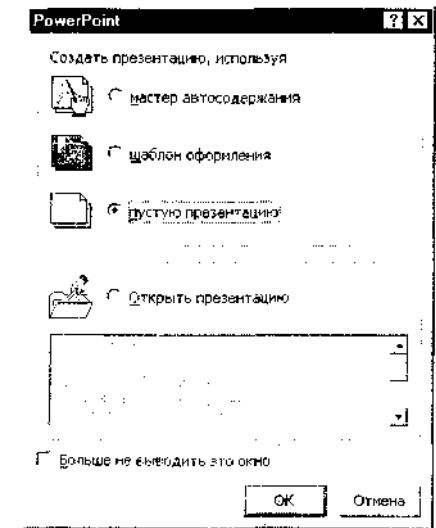 PowerPoint
Создать презентацию, используя
мастер автосодержания
шаблон оформления
пустую презентацию
Открыть презентацию
Больше не выводить это окно
ОК
Отмена